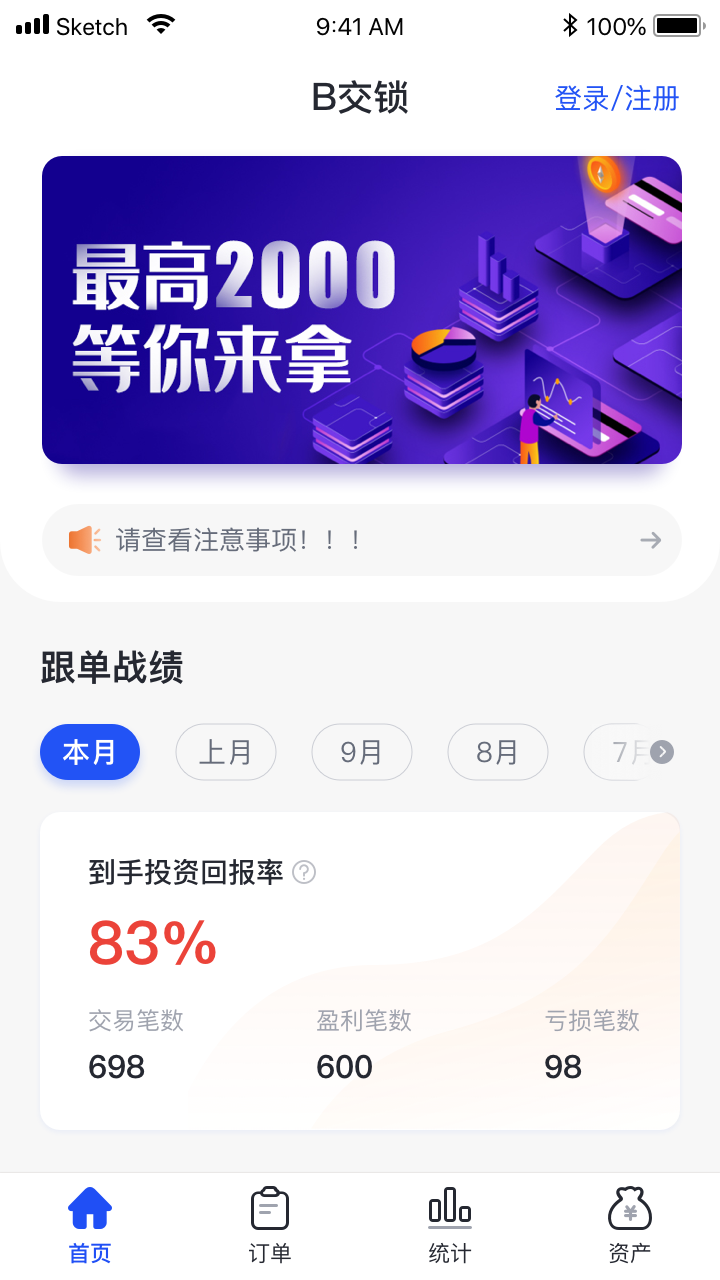 Sketch 9:41 AM 100%
B交锁 登录/注册
最高2000
等你来拿
请查看注意事项！！！
跟单战绩
本月 上月 9月 8月 7月
到手投资回报率 ?
83%
交易笔数 盈利笔数 亏损笔数
698 600 98
首页 订单 统计 资产